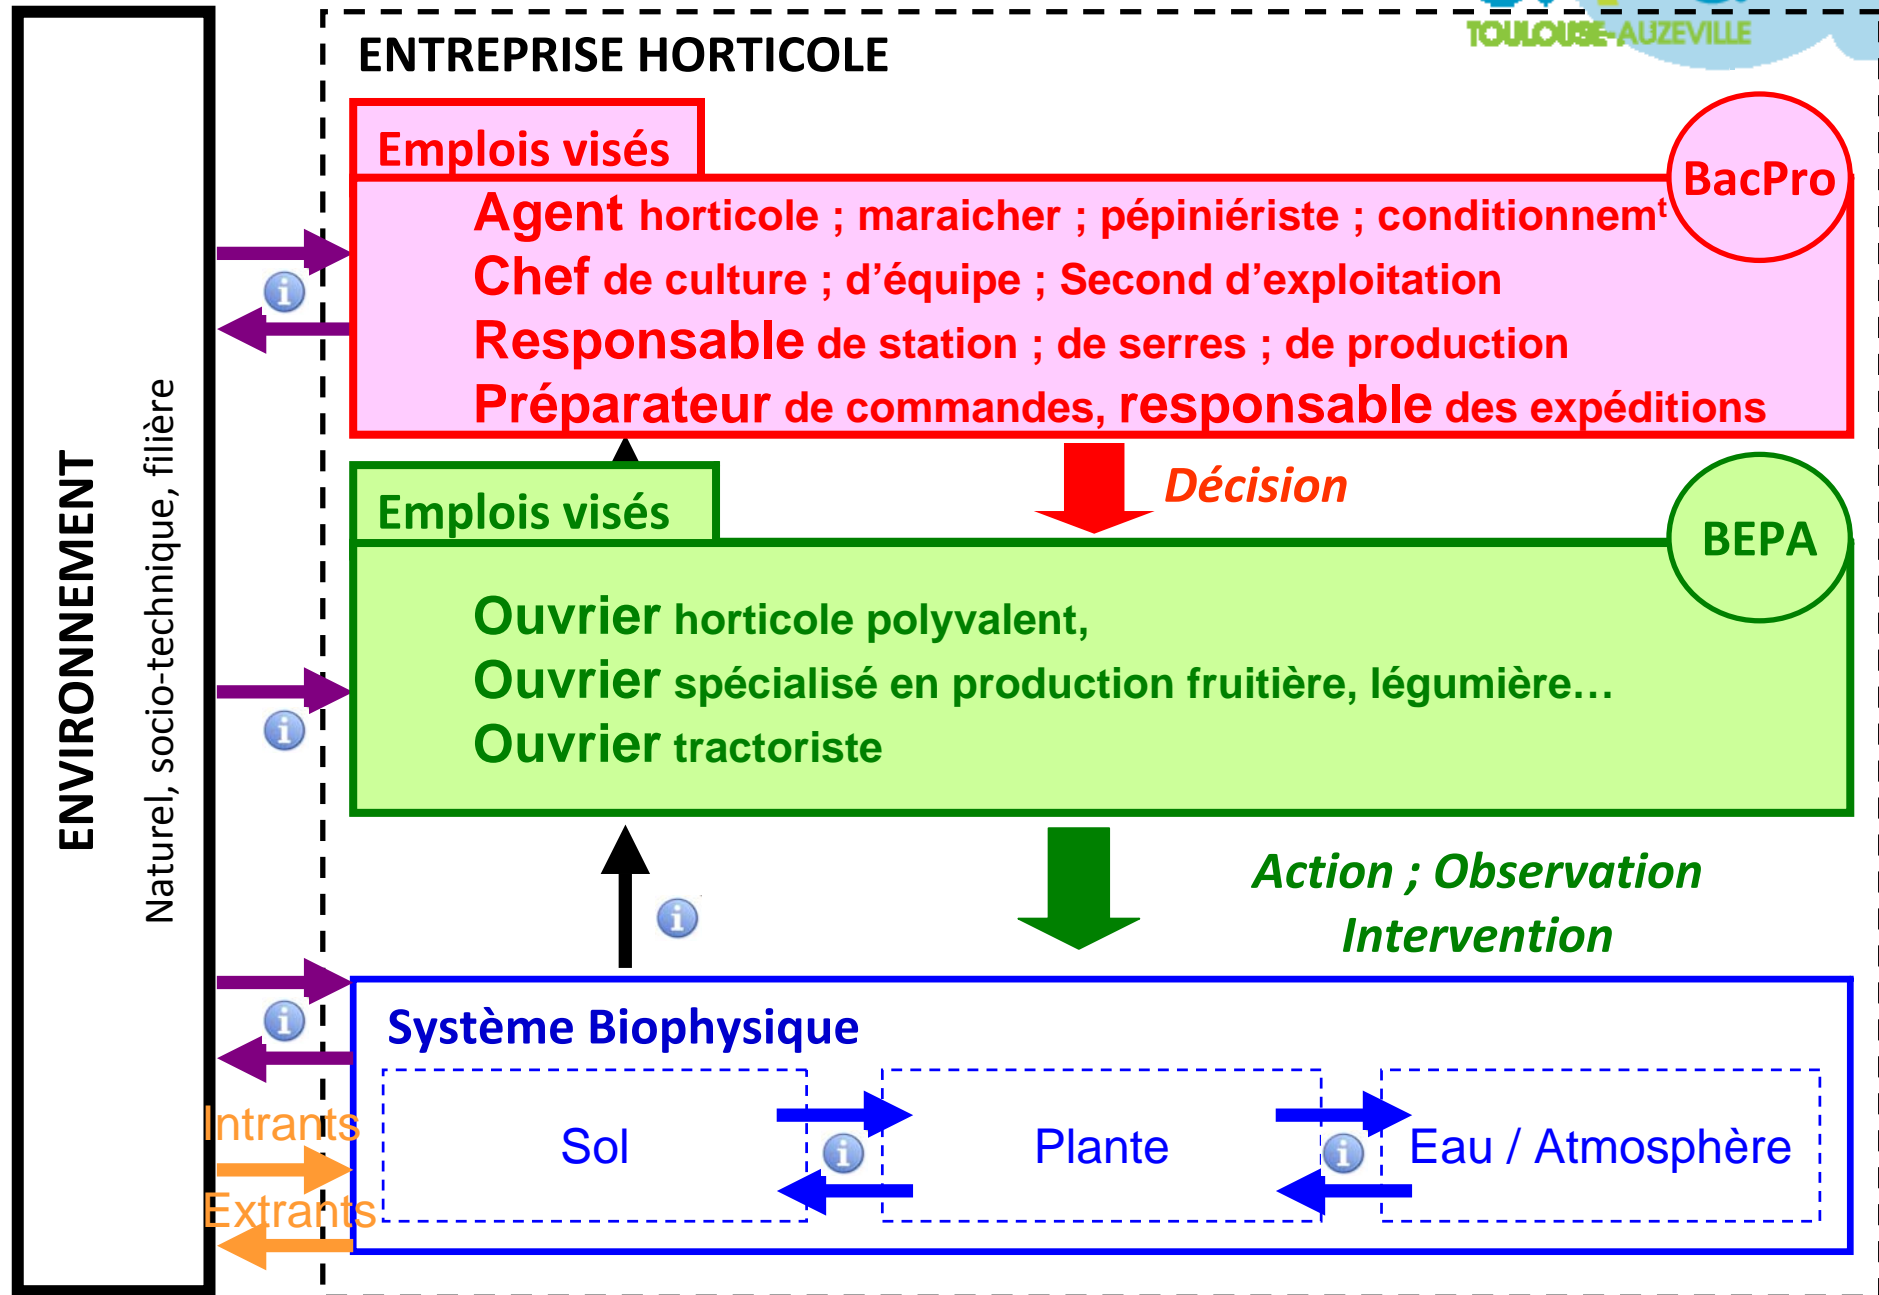 TOULOUSE-AUZEVILLE
ENTREPRISE HORTICOLE
Emplois visés
BacPro
Agent horticole ; maraicher ; pépiniériste ; conditionnemᵗ
Chef de culture ; d’équipe ; Second d’exploitation
Responsable de station ; de serres ; de production
Préparateur de commandes, responsable des expéditions
Décision
Emplois visés
BEPA
Ouvrier horticole polyvalent,
Ouvrier spécialisé en production fruitière, légumière…
Ouvrier tractoriste
ENVIRONNEMENT
Naturel, socio-technique, filière
Action ; Observation
Intervention
Système Biophysique
Intrants
Extrants
Sol
Plante
Eau / Atmosphère